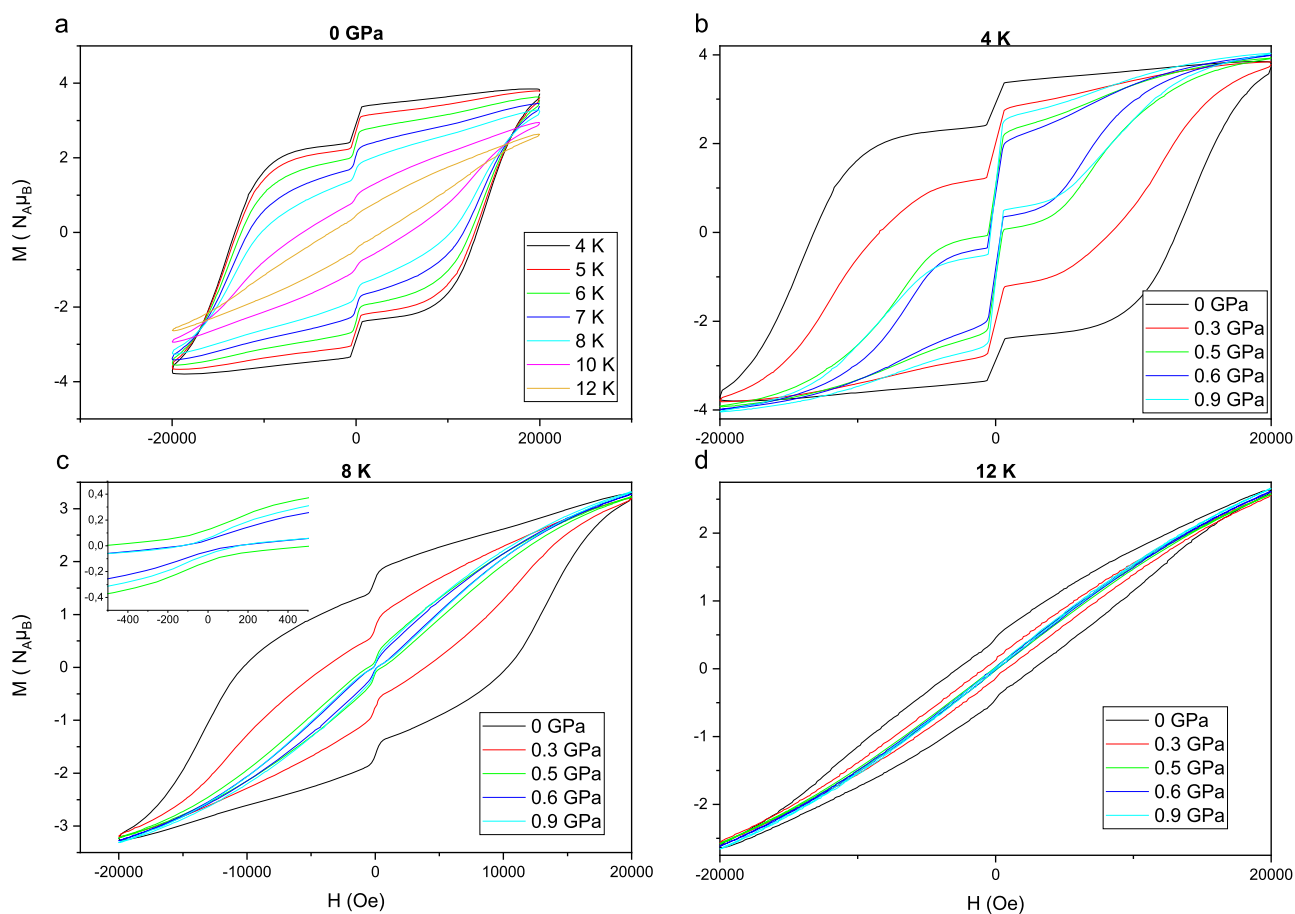 a
0 GPa
M ( N_Aμ_B)
4
2
0
-2
-4
-20000
0
20000
4 K
5 K
6 K
7 K
8 K
10 K
12 K
b
4 K
4
3
2
0
-2
-3
-4
-20000
0
20000
0 GPa
0.3 GPa
0.5 GPa
0.6 GPa
0.9 GPa
c
8 K
M ( N_Aμ_B)
3
2
1
0
-1
-2
-3
-20000
-10000
0
10000
20000
H (Oe)
0,4
0,2
0,0
-0,2
-0,4
-400
-200
0
200
400
0 GPa
0.3 GPa
0.5 GPa
0.6 GPa
0.9 GPa
d
12 K
2
1
0
-1
-2
-20000
0
20000
H (Oe)
0 GPa
0.3 GPa
0.5 GPa
0.6 GPa
0.9 GPa